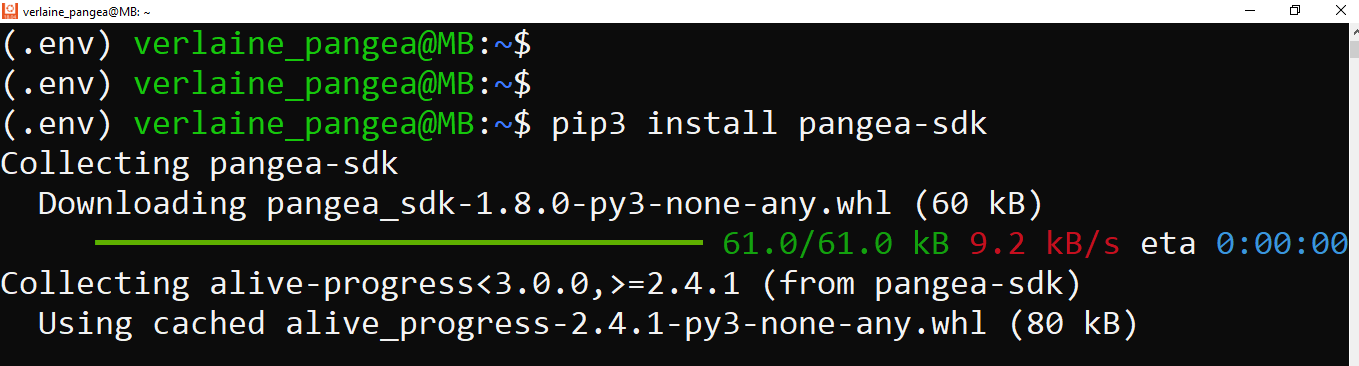 verlaine_pangea@MB: ~
(.env) verlaine_pangea@MB:~$
(.env) verlaine_pangea@MB:~$
(.env) verlaine_pangea@MB:~$ pip3 install pangea-sdk
Collecting pangea-sdk
  Downloading pangea_sdk-1.8.0-py3-none-any.whl (60 kB)
61.0/61.0 kB 9.2 kB/s eta 0:00:00
Collecting alive-progress<3.0.0,>=2.4.1 (from pangea-sdk)
  Using cached alive_progress-2.4.1-py3-none-any.whl (80 kB)